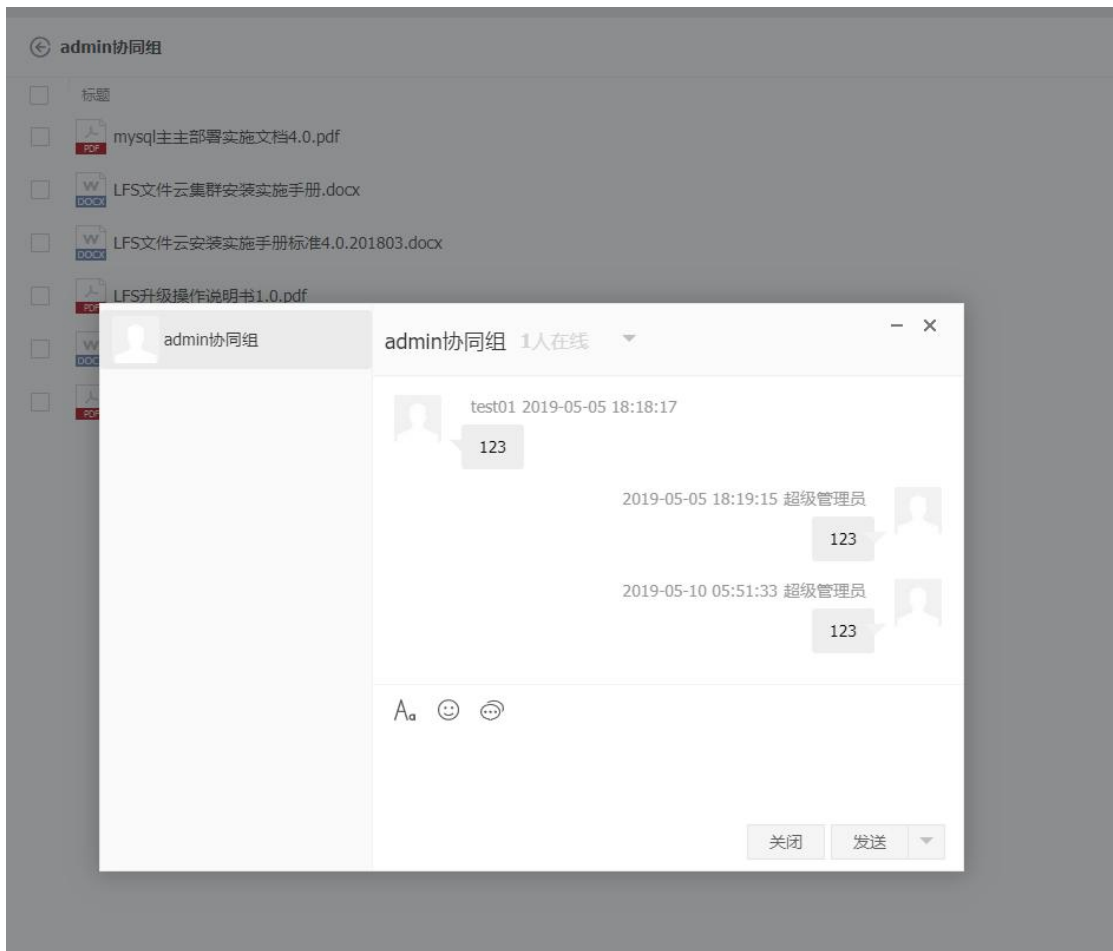 admin协同组
标题
mysql主主部署实施文档4.0.pdf
LFS文件云集群安装实施手册.docx
LFS文件云安装实施手册标准4.0.201803.docx
LFS升级操作说明书1.0.pdf
admin协同组
admin协同组 1人在线
test01 2019-05-05 18:18:17
123
2019-05-05 18:19:15 超级管理员
123
2019-05-10 05:51:33 超级管理员
123
关闭 发送